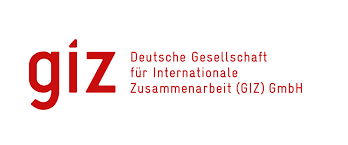 giz
Deutsche Gesellschaft
für Internationale
Zusammenarbeit (GIZ) GmbH